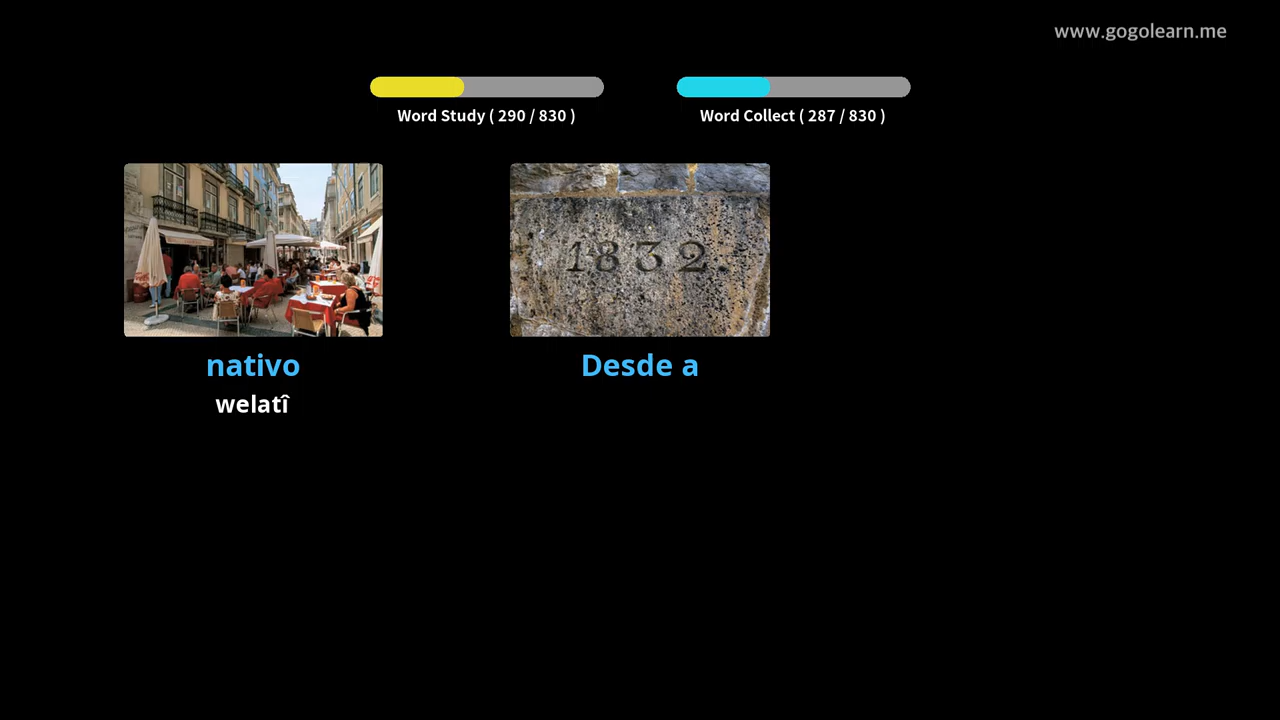 www.gogolearn.me
Word Study ( 290 / 830 )
Word Collect ( 287 / 830 )
1832.
nativo
Desde a
welatî